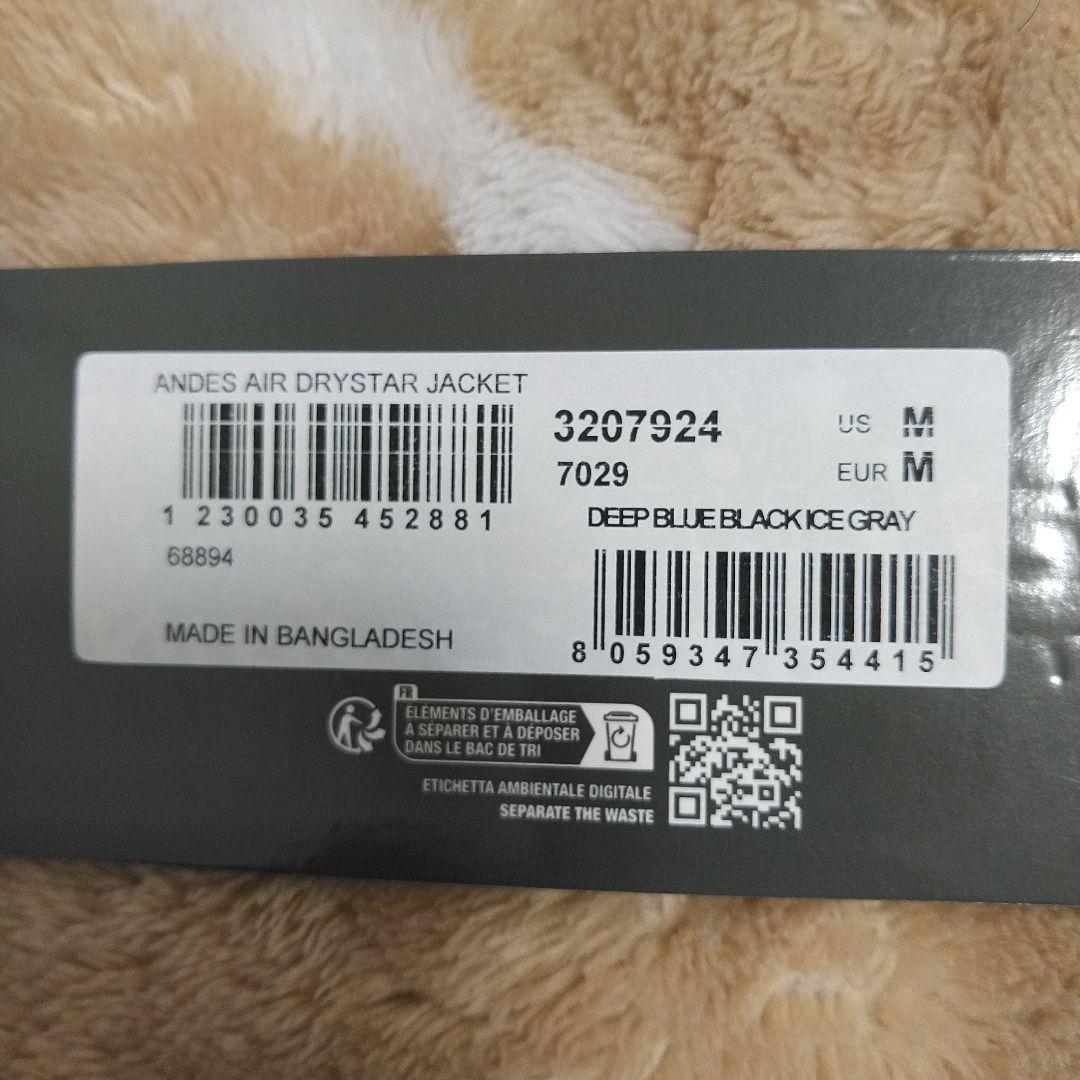 ANDES AIR DRYSTAR JACKET
1 230035 452881
68894
MADE IN BANGLADESH
3207924
7029
US M
EUR M
DEEP BLUE BLACK ICE GRAY
8 059347 354415
FR
ÉLÉMENTS D'EMBALLAGE
À SÉPARER ET À DÉPOSER
DANS LE BAC DE TRI
ETICHETTA AMBIENTALE DIGITALE
SEPARATE THE WASTE